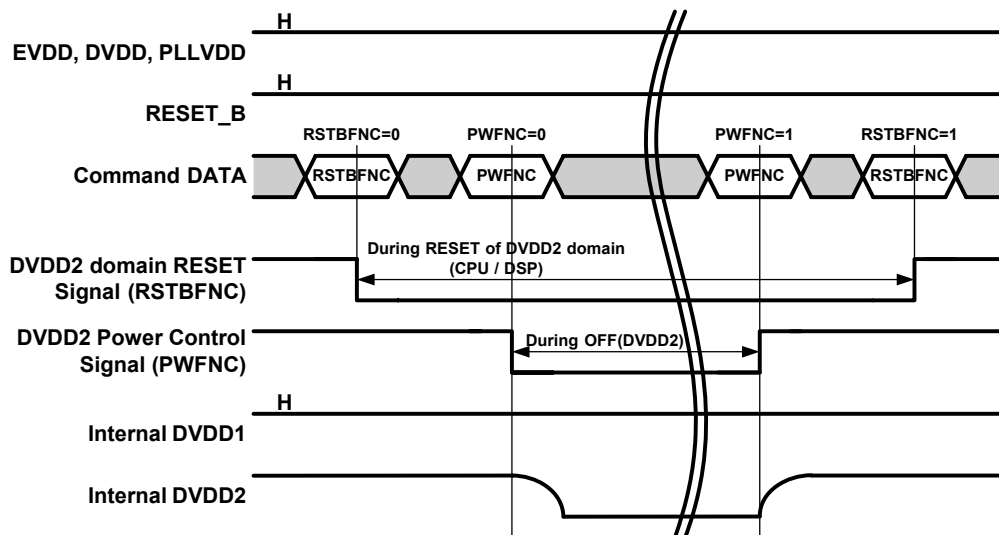 H
EVDD, DVDD, PLLVDD
H
RESET_B
RSTBFNC=0 PWFNC=0 PWFNC=1 RSTBFNC=1
Command DATA RSTBFNC PWFNC PWFNC RSTBFNC
During RESET of DVDD2 domain
(CPU / DSP)
DVDD2 domain RESET
Signal (RSTBFNC)
DVDD2 Power Control
Signal (PWFNC)
During OFF(DVDD2)
H
Internal DVDD1
Internal DVDD2